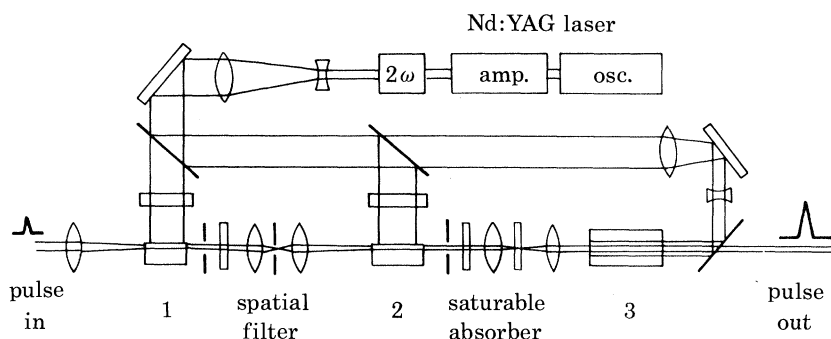 Nd:YAG laser
2ω
amp.
osc.
pulse
in
1
spatial
filter
2
saturable
absorber
3
pulse
out